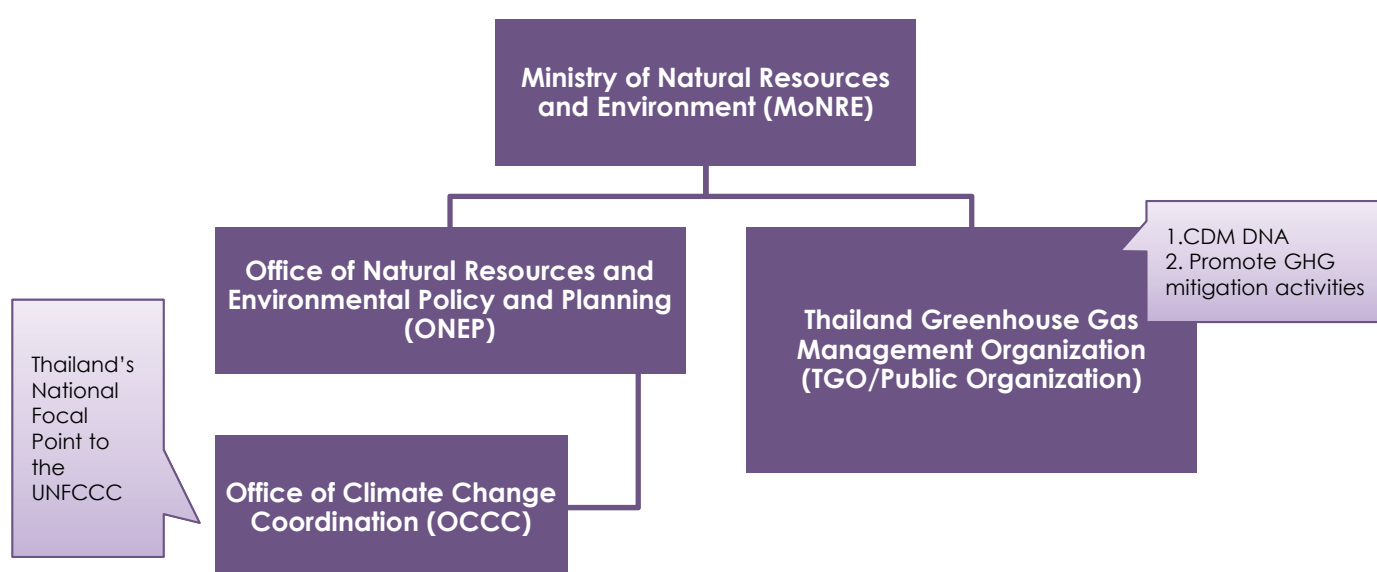 Ministry of Natural Resources
and Environment (MoNRE)
Office of Natural Resources and
Environmental Policy and Planning
(ONEP)
1.CDM DNA
2. Promote GHG
mitigation activities
Thailand Greenhouse Gas
Management Organization
(TGO/Public Organization)
Thailand’s
National
Focal
Point to
the
UNFCCC
Office of Climate Change
Coordination (OCCC)